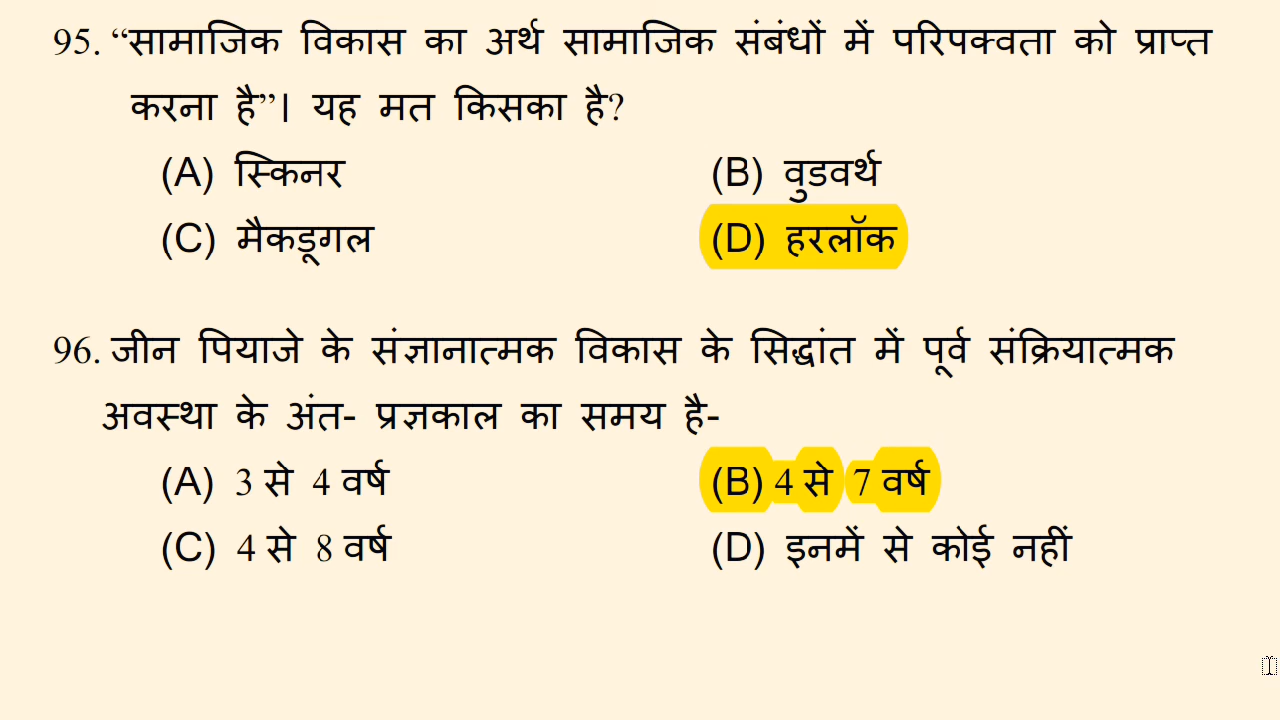 95. “सामाजिक विकास का अर्थ सामाजिक संबंधों में परिपक्वता को प्राप्त
करना है”। यह मत किसका है?
(A) स्किनर (B) वुडवर्थ
(C) मैकडूगल (D) हरलॉक
96. जीन पियाजे के संज्ञानात्मक विकास के सिद्धांत में पूर्व संक्रियात्मक
अवस्था के अंत- प्रज्ञकाल का समय है-
(A) 3 से 4 वर्ष (B) 4 से 7 वर्ष
(C) 4 से 8 वर्ष (D) इनमें से कोई नहीं